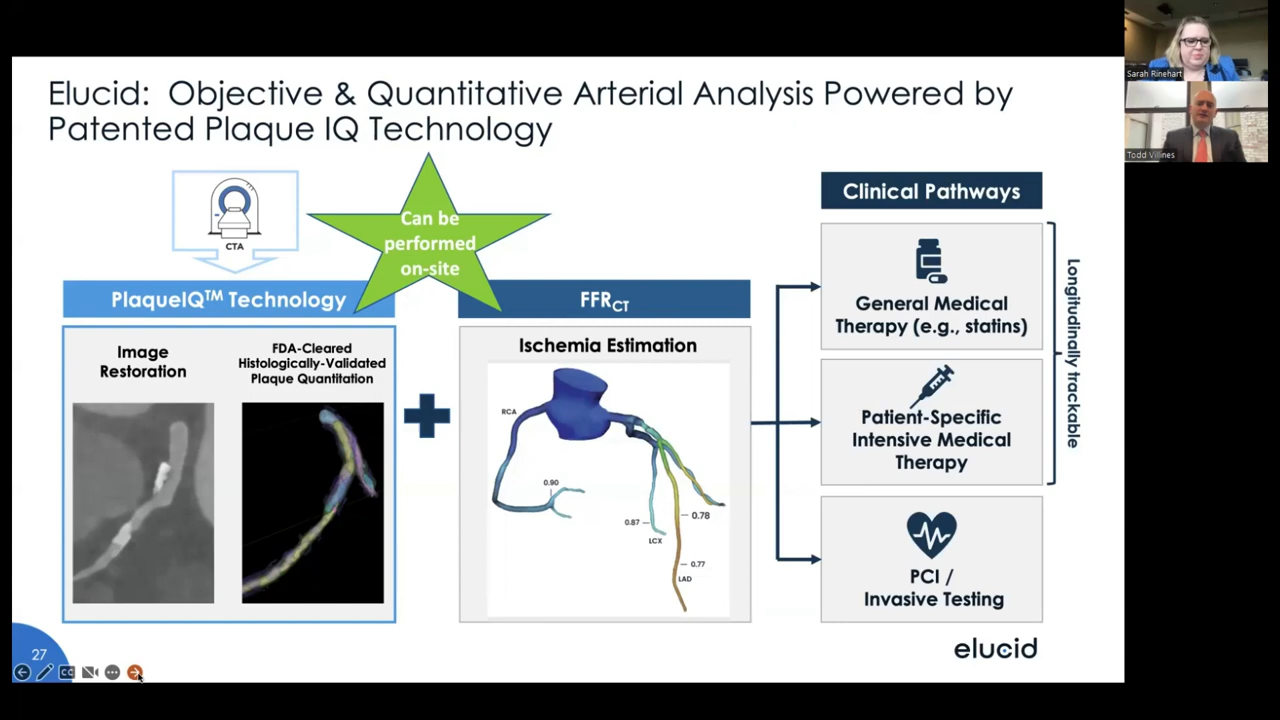 Elucid: Objective & Quantitative Arterial Analysis Powered by
Patented Plaque IQ Technology
CTA
Can be
performed
on-site
PlaqueIQ™ Technology
Image
Restoration
FDA-Cleared
Histologically-Validated
Plaque Quantitation
FFRCT
Ischemia Estimation
RCA
0.90
0.87
LCX
0.78
0.77
LAD
Clinical Pathways
General Medical
Therapy (e.g., statins)
Patient-Specific
Intensive Medical
Therapy
PCI /
Invasive Testing
Longitudinally trackable
elucid
27
CC
Sarah Rinehart
Todd Villines